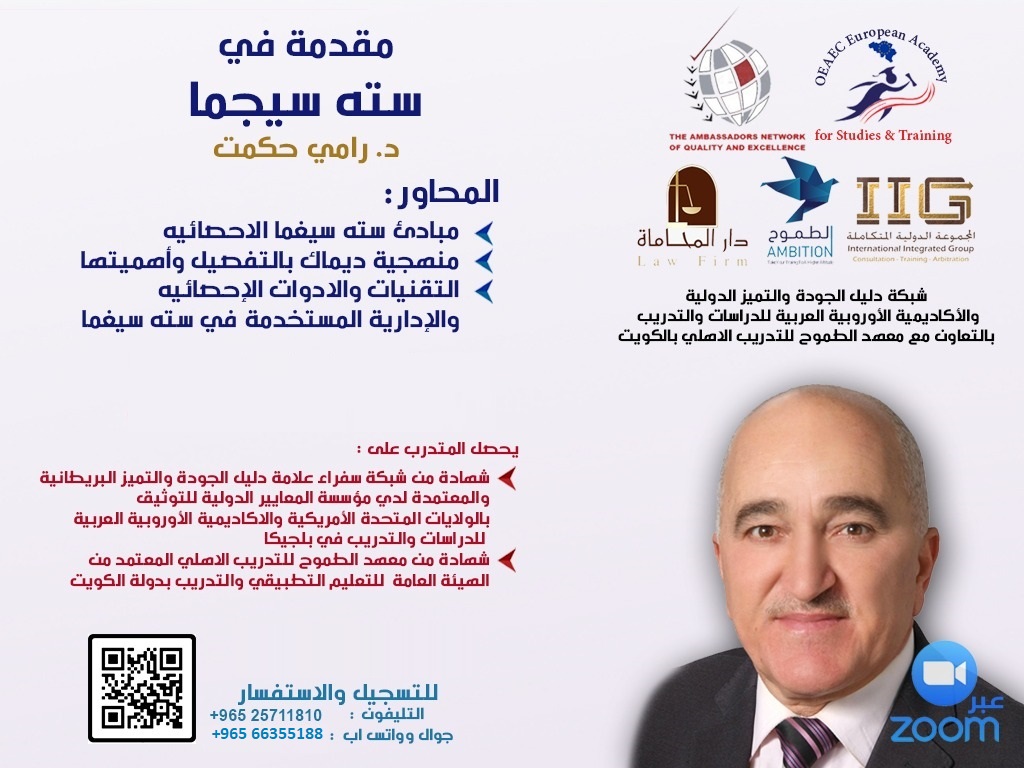 مقدمة في
سته سيجما
د. رامي حكمت
المحاور :
مبادئ سته سيغما الاحصائيه
منهجية ديماك بالتفصيل وأهميتها
التقنيات والادوات الإحصائيه
والإدارية المستخدمة في سته سيغما
THE AMBASSADORS NETWORK
OF QUALITY AND EXCELLENCE
OEAEC European Academy
for Studies & Training
دار المحاماة
Law Firm
الطموح
AMBITION
IIG
المجموعة الدولية المتكاملة
International Integrated Group
Consultation - Training - Arbitration
شبكة دليل الجودة والتميز الدولية
والأكاديمية الأوروبية العربية للدراسات والتدريب
بالتعاون مع معهد الطموح للتدريب الاهلي بالكويت
يحصل المتدرب على :
شهادة من شبكة سفراء علامة دليل الجودة والتميز البريطانية
والمعتمدة لدي مؤسسة المعايير الدولية للتوثيق
بالولايات المتحدة الأمريكية والاكاديمية الأوروبية العربية
للدراسات والتدريب في بلجيكا
شهادة من معهد الطموح للتدريب الاهلي المعتمد من
الهيئة العامة للتعليم التطبيقي والتدريب بدولة الكويت
للتسجيل والاستفسار
التليفون : +965 25711810
جوال وواتس اب : +965 66355188
عبر
zoom